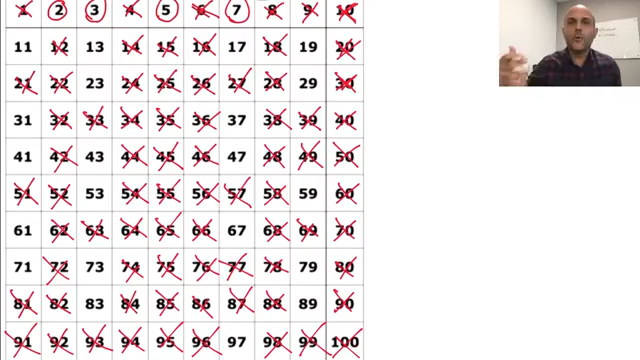 1 2 3 4 5 6 7 8 9 10
11 12 13 14 15 16 17 18 19 20
21 22 23 24 25 26 27 28 29 30
31 32 33 34 35 36 37 38 39 40
41 42 43 44 45 46 47 48 49 50
51 52 53 54 55 56 57 58 59 60
61 62 63 64 65 66 67 68 69 70
71 72 73 74 75 76 77 78 79 80
81 82 83 84 85 86 87 88 89 90
91 92 93 94 95 96 97 98 99 100